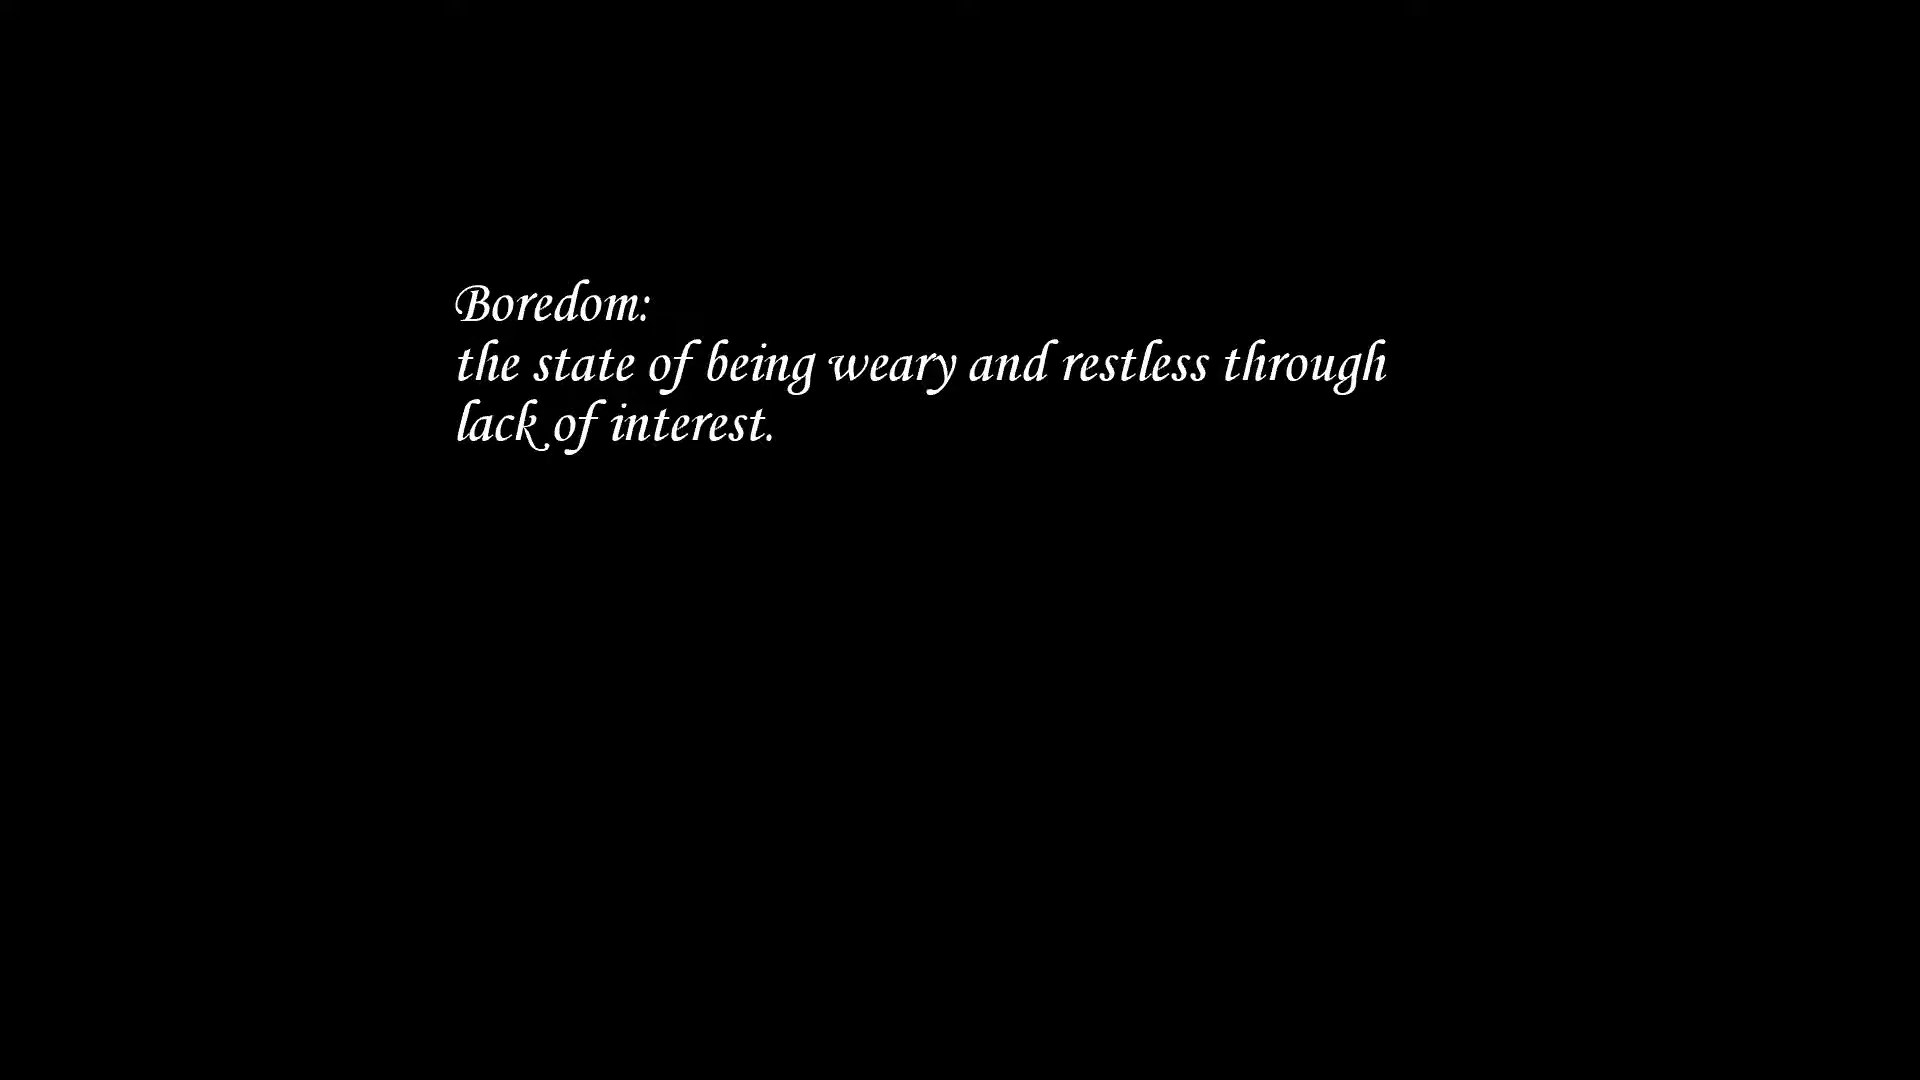 Boredom:
the state of being weary and restless through
lack of interest.